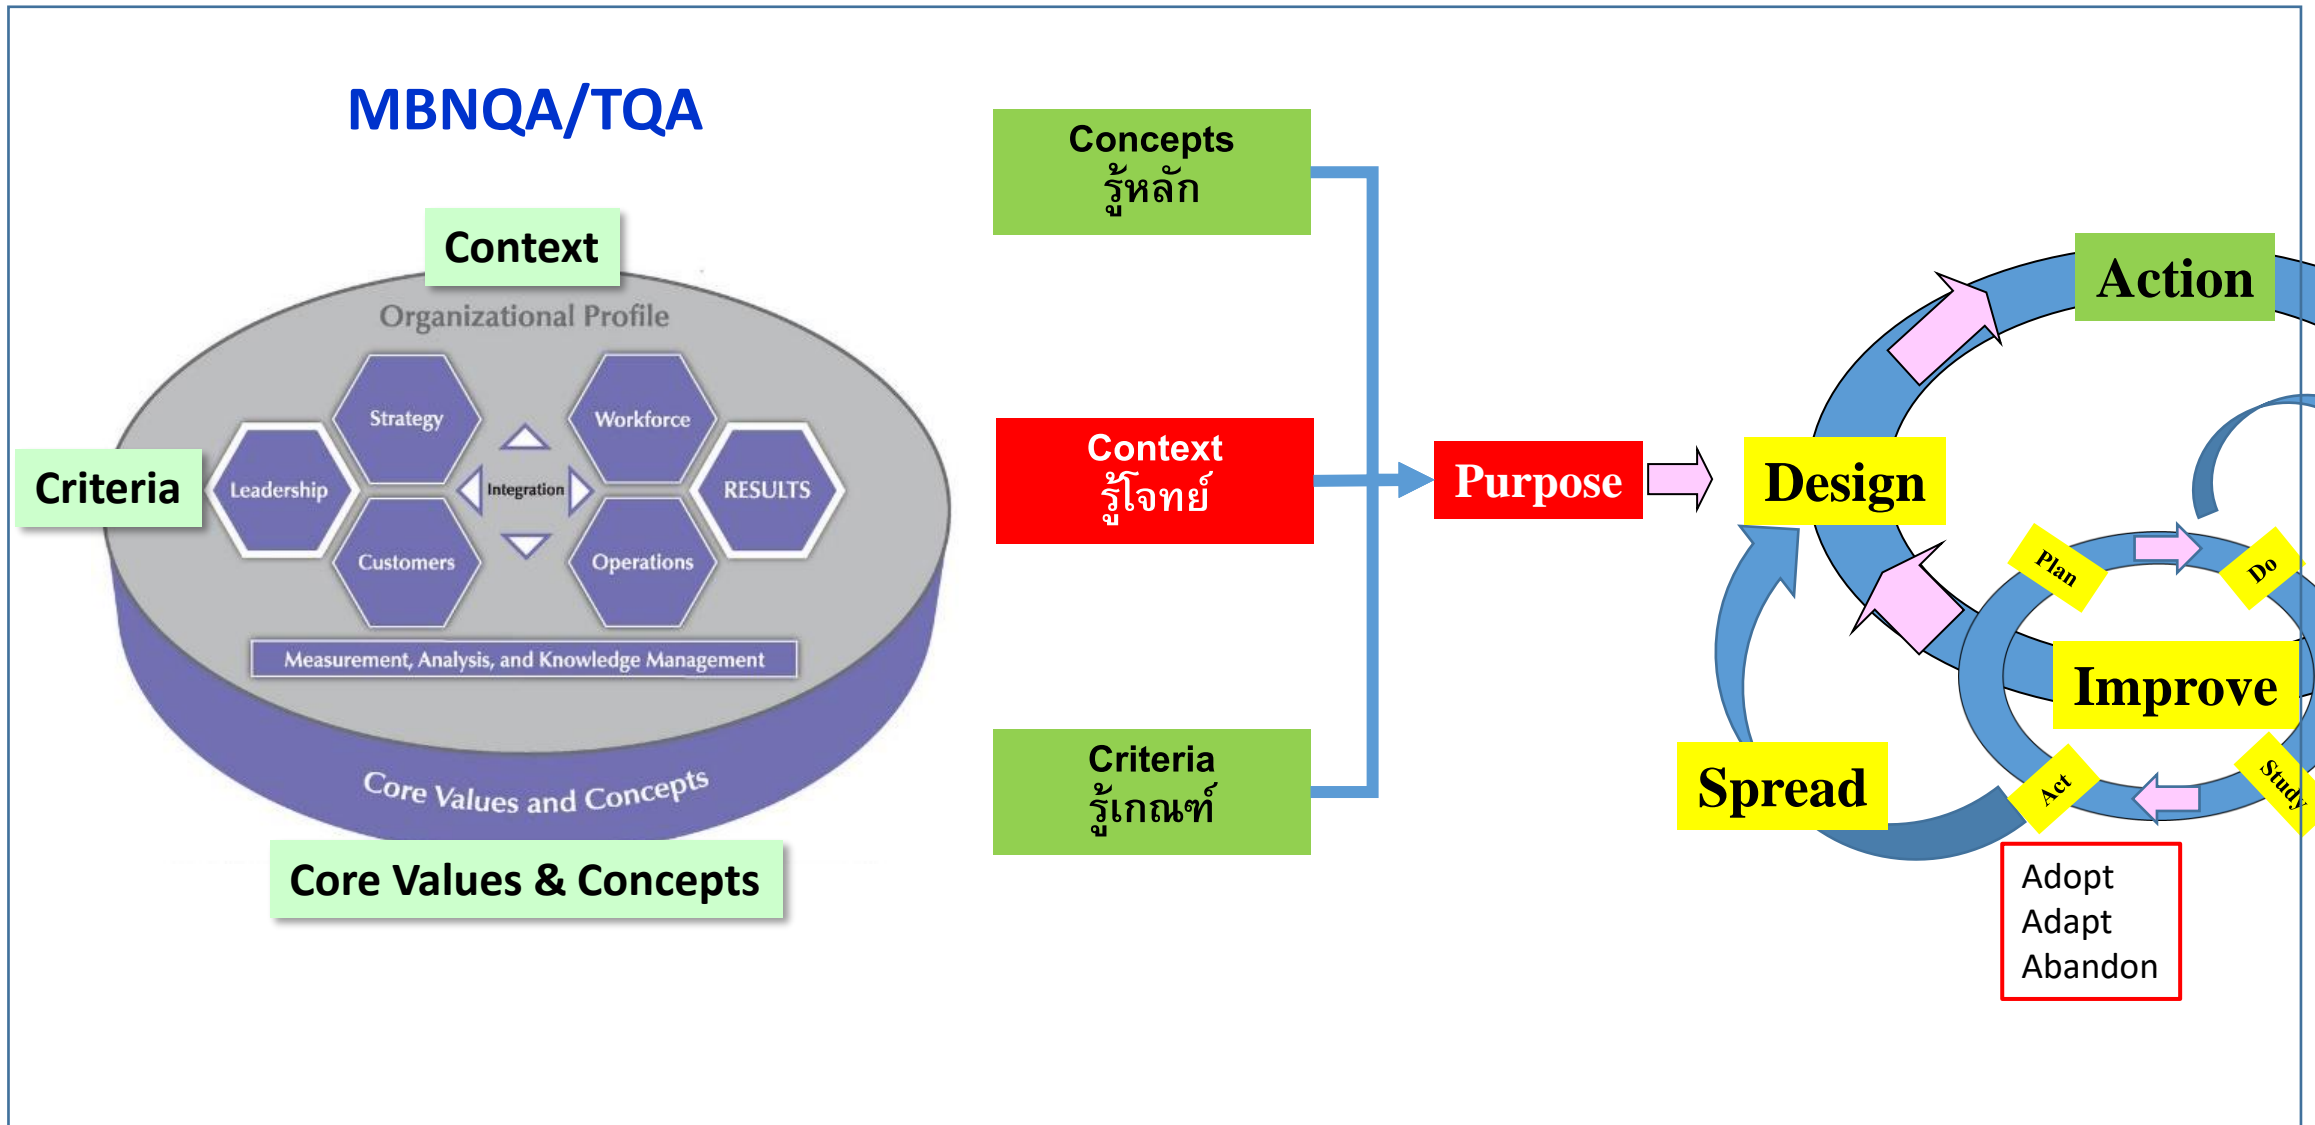 MBNQA/TQA
Context
Organizational Profile
Strategy
Workforce
Criteria
Leadership
Integration
RESULTS
Customers
Operations
Measurement, Analysis, and Knowledge Management
Core Values and Concepts
Core Values & Concepts
Concepts
รู้หลัก
Context
รู้โจทย์
Criteria
รู้เกณฑ์
Purpose
Design
Action
Plan
Do
Improve
Study
Act
Spread
Adopt
Adapt
Abandon